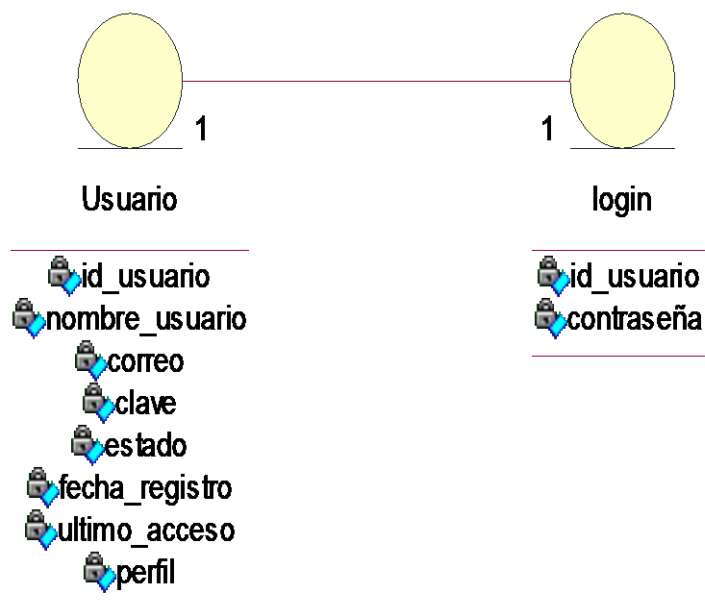 1
1
Usuario
login
id_usuario
nombre_usuario
correo
clave
estado
fecha_registro
ultimo_acceso
perfil
id_usuario
contraseña